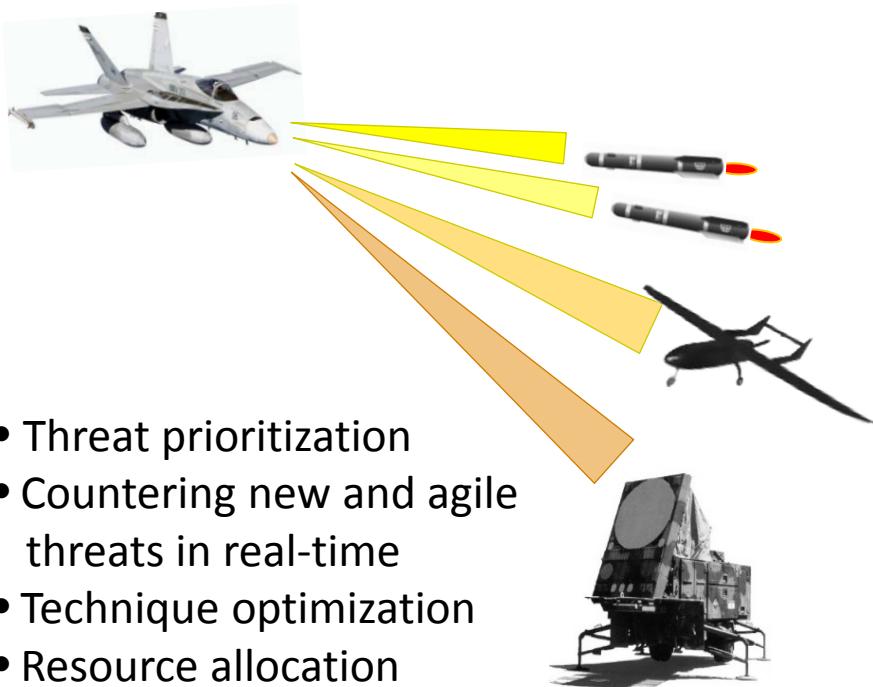 • Threat prioritization
• Countering new and agile
threats in real-time
• Technique optimization
• Resource allocation